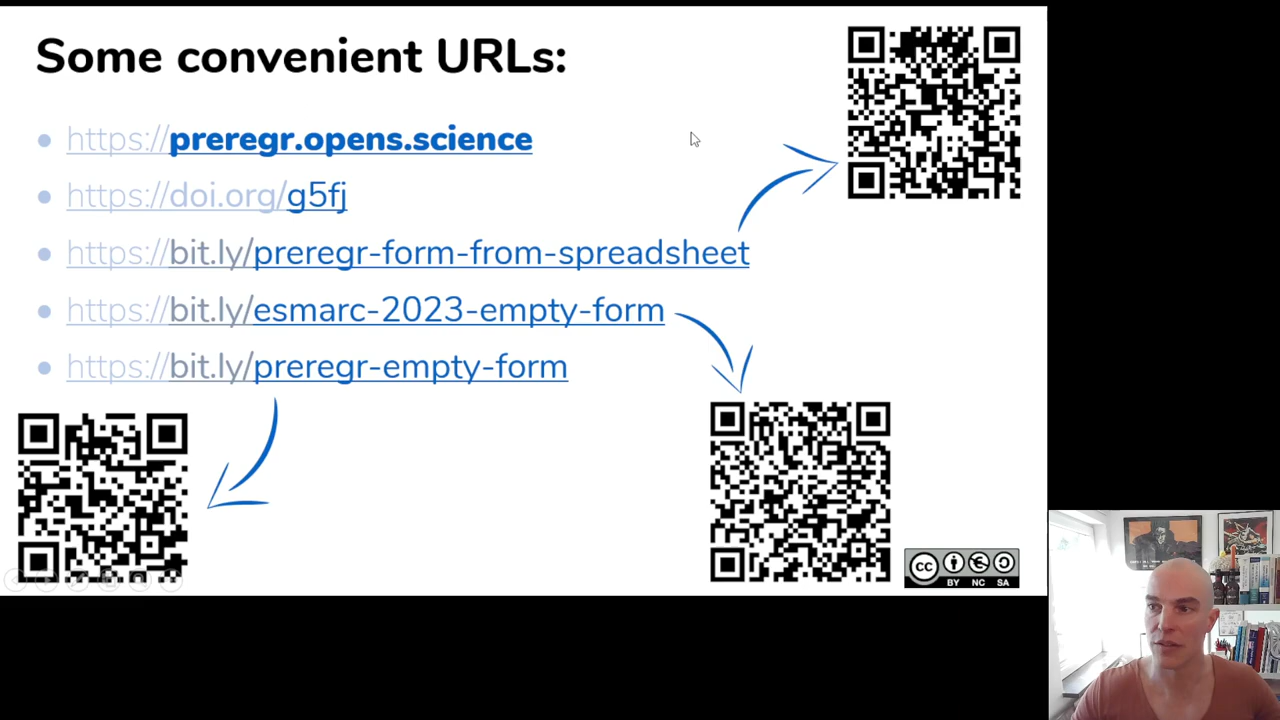 Some convenient URLs:
https://preregr.opens.science
https://doi.org/g5fj
https://bit.ly/preregr-form-from-spreadsheet
https://bit.ly/esmarc-2023-empty-form
https://bit.ly/preregr-empty-form
cc
BY NC SA